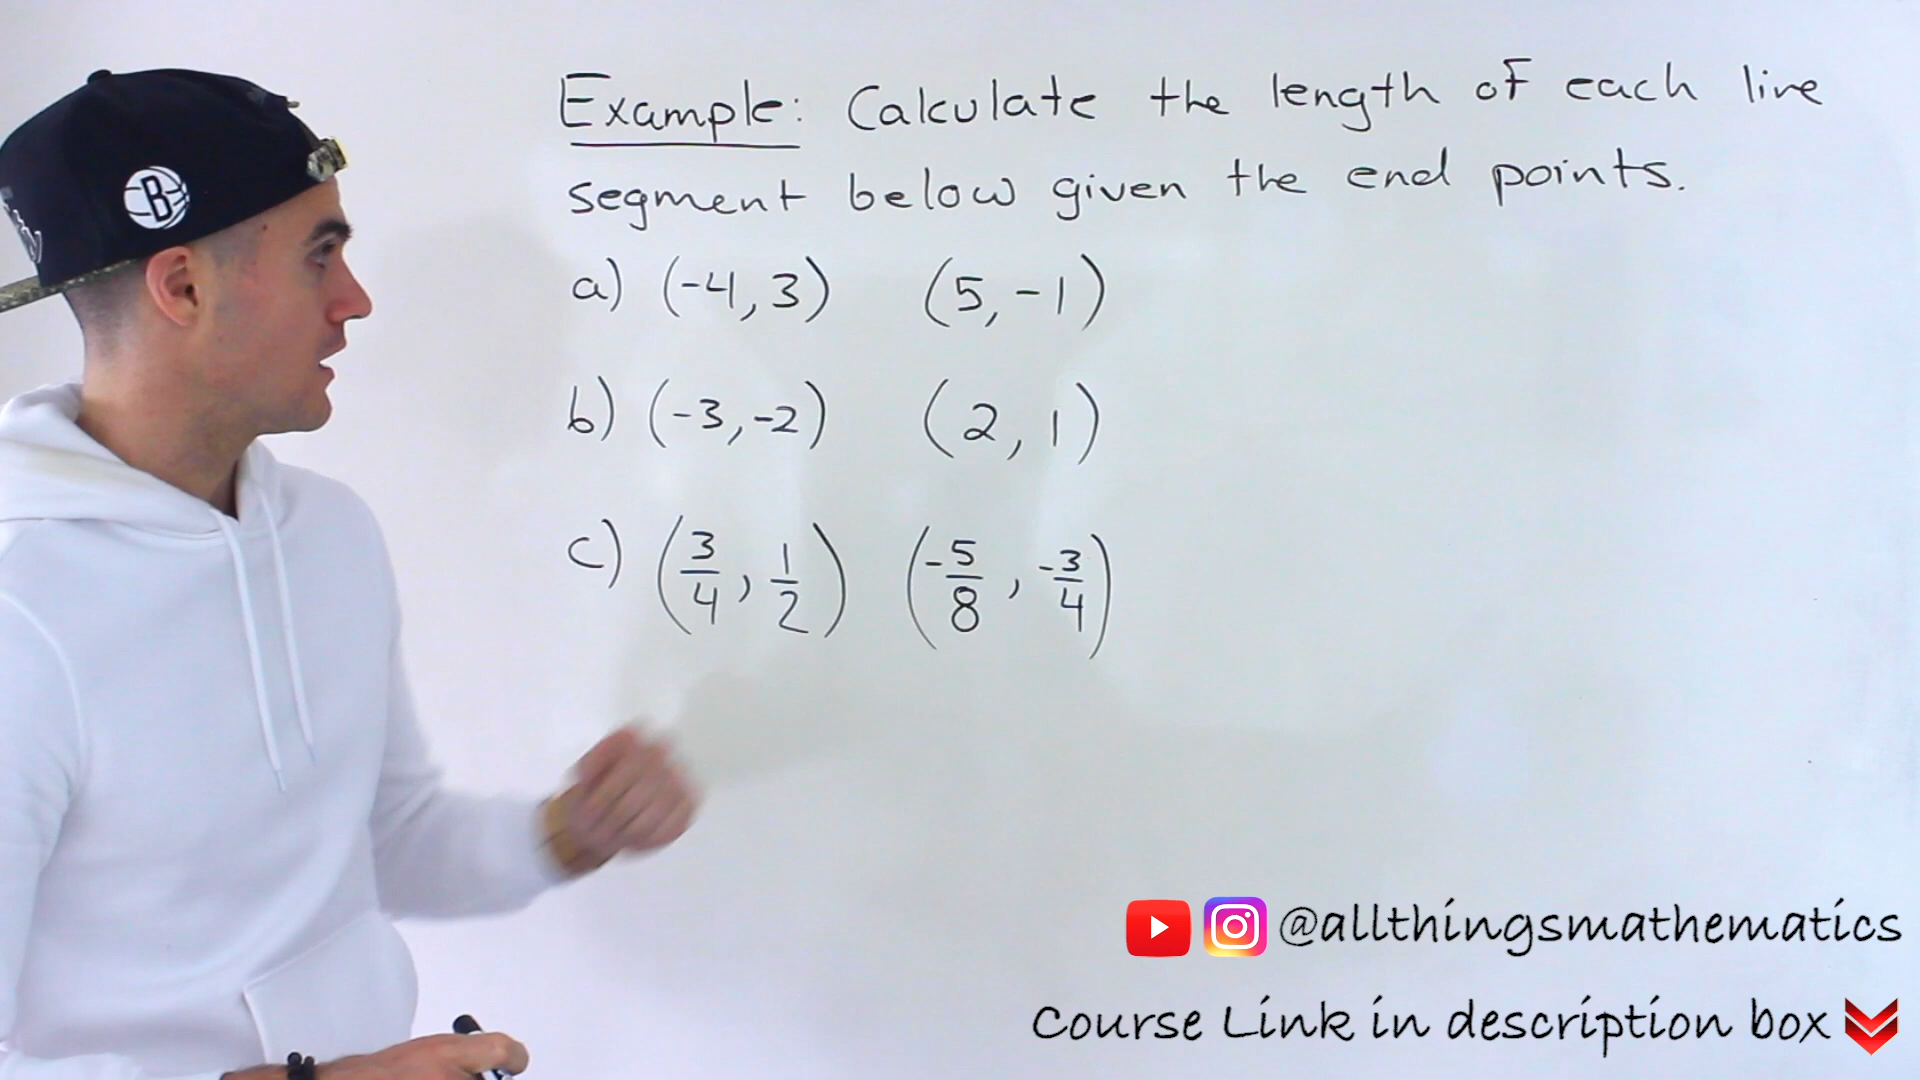 Example: Calculate the length of each line
segment below given the end points.
a) (-4, 3) (5, -1)
b) (-3, -2) (2, 1)
c) (3/4, 1/2) (-5/8, -3/4)
B
@allthingsmathematics
Course Link in description box